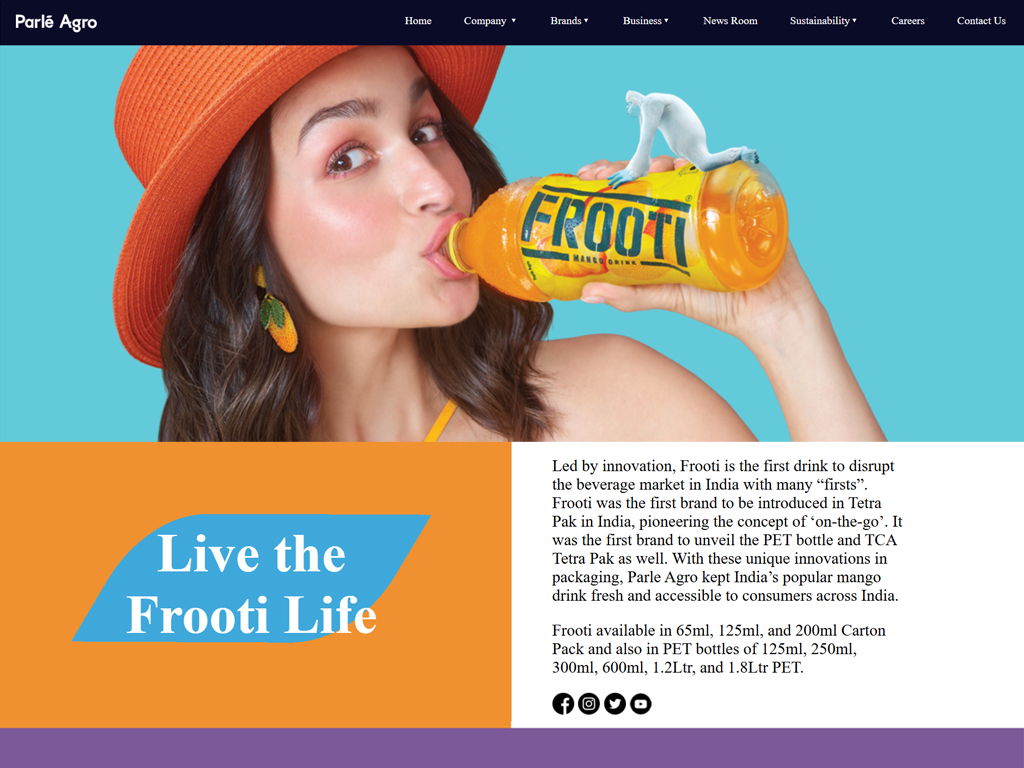 Parlé Agro
Home Company Brands Business News Room Sustainability Careers Contact Us
FROOTI
MANGO DRINK
Live the
Frooti Life
Led by innovation, Frooti is the first drink to disrupt
the beverage market in India with many “firsts”.
Frooti was the first brand to be introduced in Tetra
Pak in India, pioneering the concept of ‘on-the-go’. It
was the first brand to unveil the PET bottle and TCA
Tetra Pak as well. With these unique innovations in
packaging, Parle Agro kept India’s popular mango
drink fresh and accessible to consumers across India.
Frooti available in 65ml, 125ml, and 200ml Carton
Pack and also in PET bottles of 125ml, 250ml,
300ml, 600ml, 1.2Ltr, and 1.8Ltr PET.